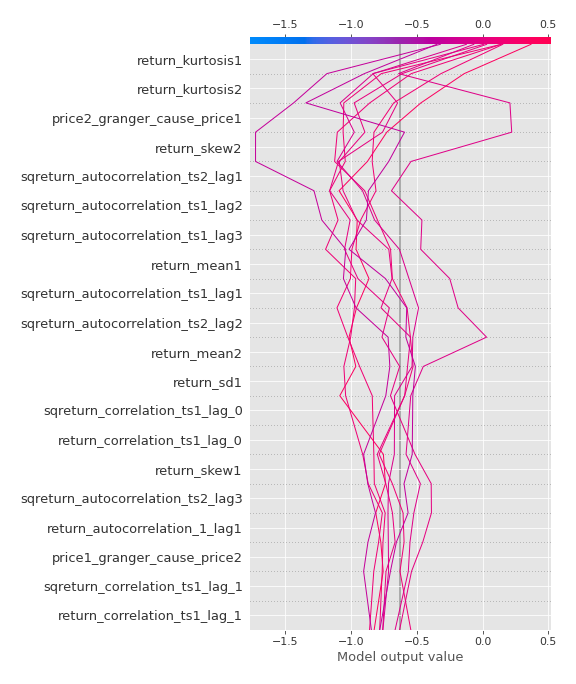 −1.5 −1.0 −0.5 0.0 0.5
return_kurtosis1
return_kurtosis2
price2_granger_cause_price1
return_skew2
sqreturn_autocorrelation_ts2_lag1
sqreturn_autocorrelation_ts1_lag2
sqreturn_autocorrelation_ts1_lag3
return_mean1
sqreturn_autocorrelation_ts1_lag1
sqreturn_autocorrelation_ts2_lag2
return_mean2
return_sd1
sqreturn_correlation_ts1_lag_0
return_correlation_ts1_lag_0
return_skew1
sqreturn_autocorrelation_ts2_lag3
return_autocorrelation_1_lag1
price1_granger_cause_price2
sqreturn_correlation_ts1_lag_1
return_correlation_ts1_lag_1
−1.5 −1.0 −0.5 0.0 0.5
Model output value